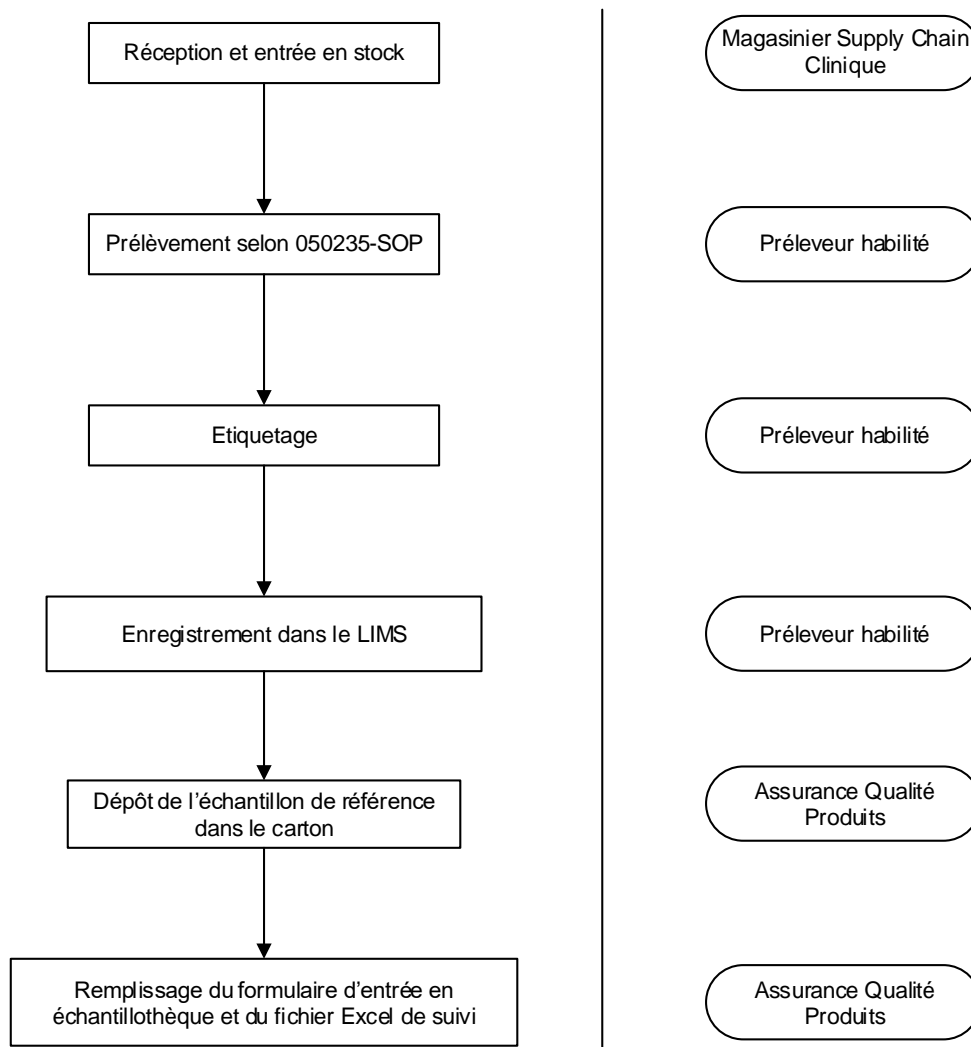 Réception et entrée en stock
Magasinier Supply Chain
Clinique
Prélèvement selon 050235-SOP
Préleveur habilité
Etiquetage
Préleveur habilité
Enregistrement dans le LIMS
Préleveur habilité
Dépôt de l'échantillon de référence
dans le carton
Assurance Qualité
Produits
Remplissage du formulaire d'entrée en
échantillothèque et du fichier Excel de suivi
Assurance Qualité
Produits